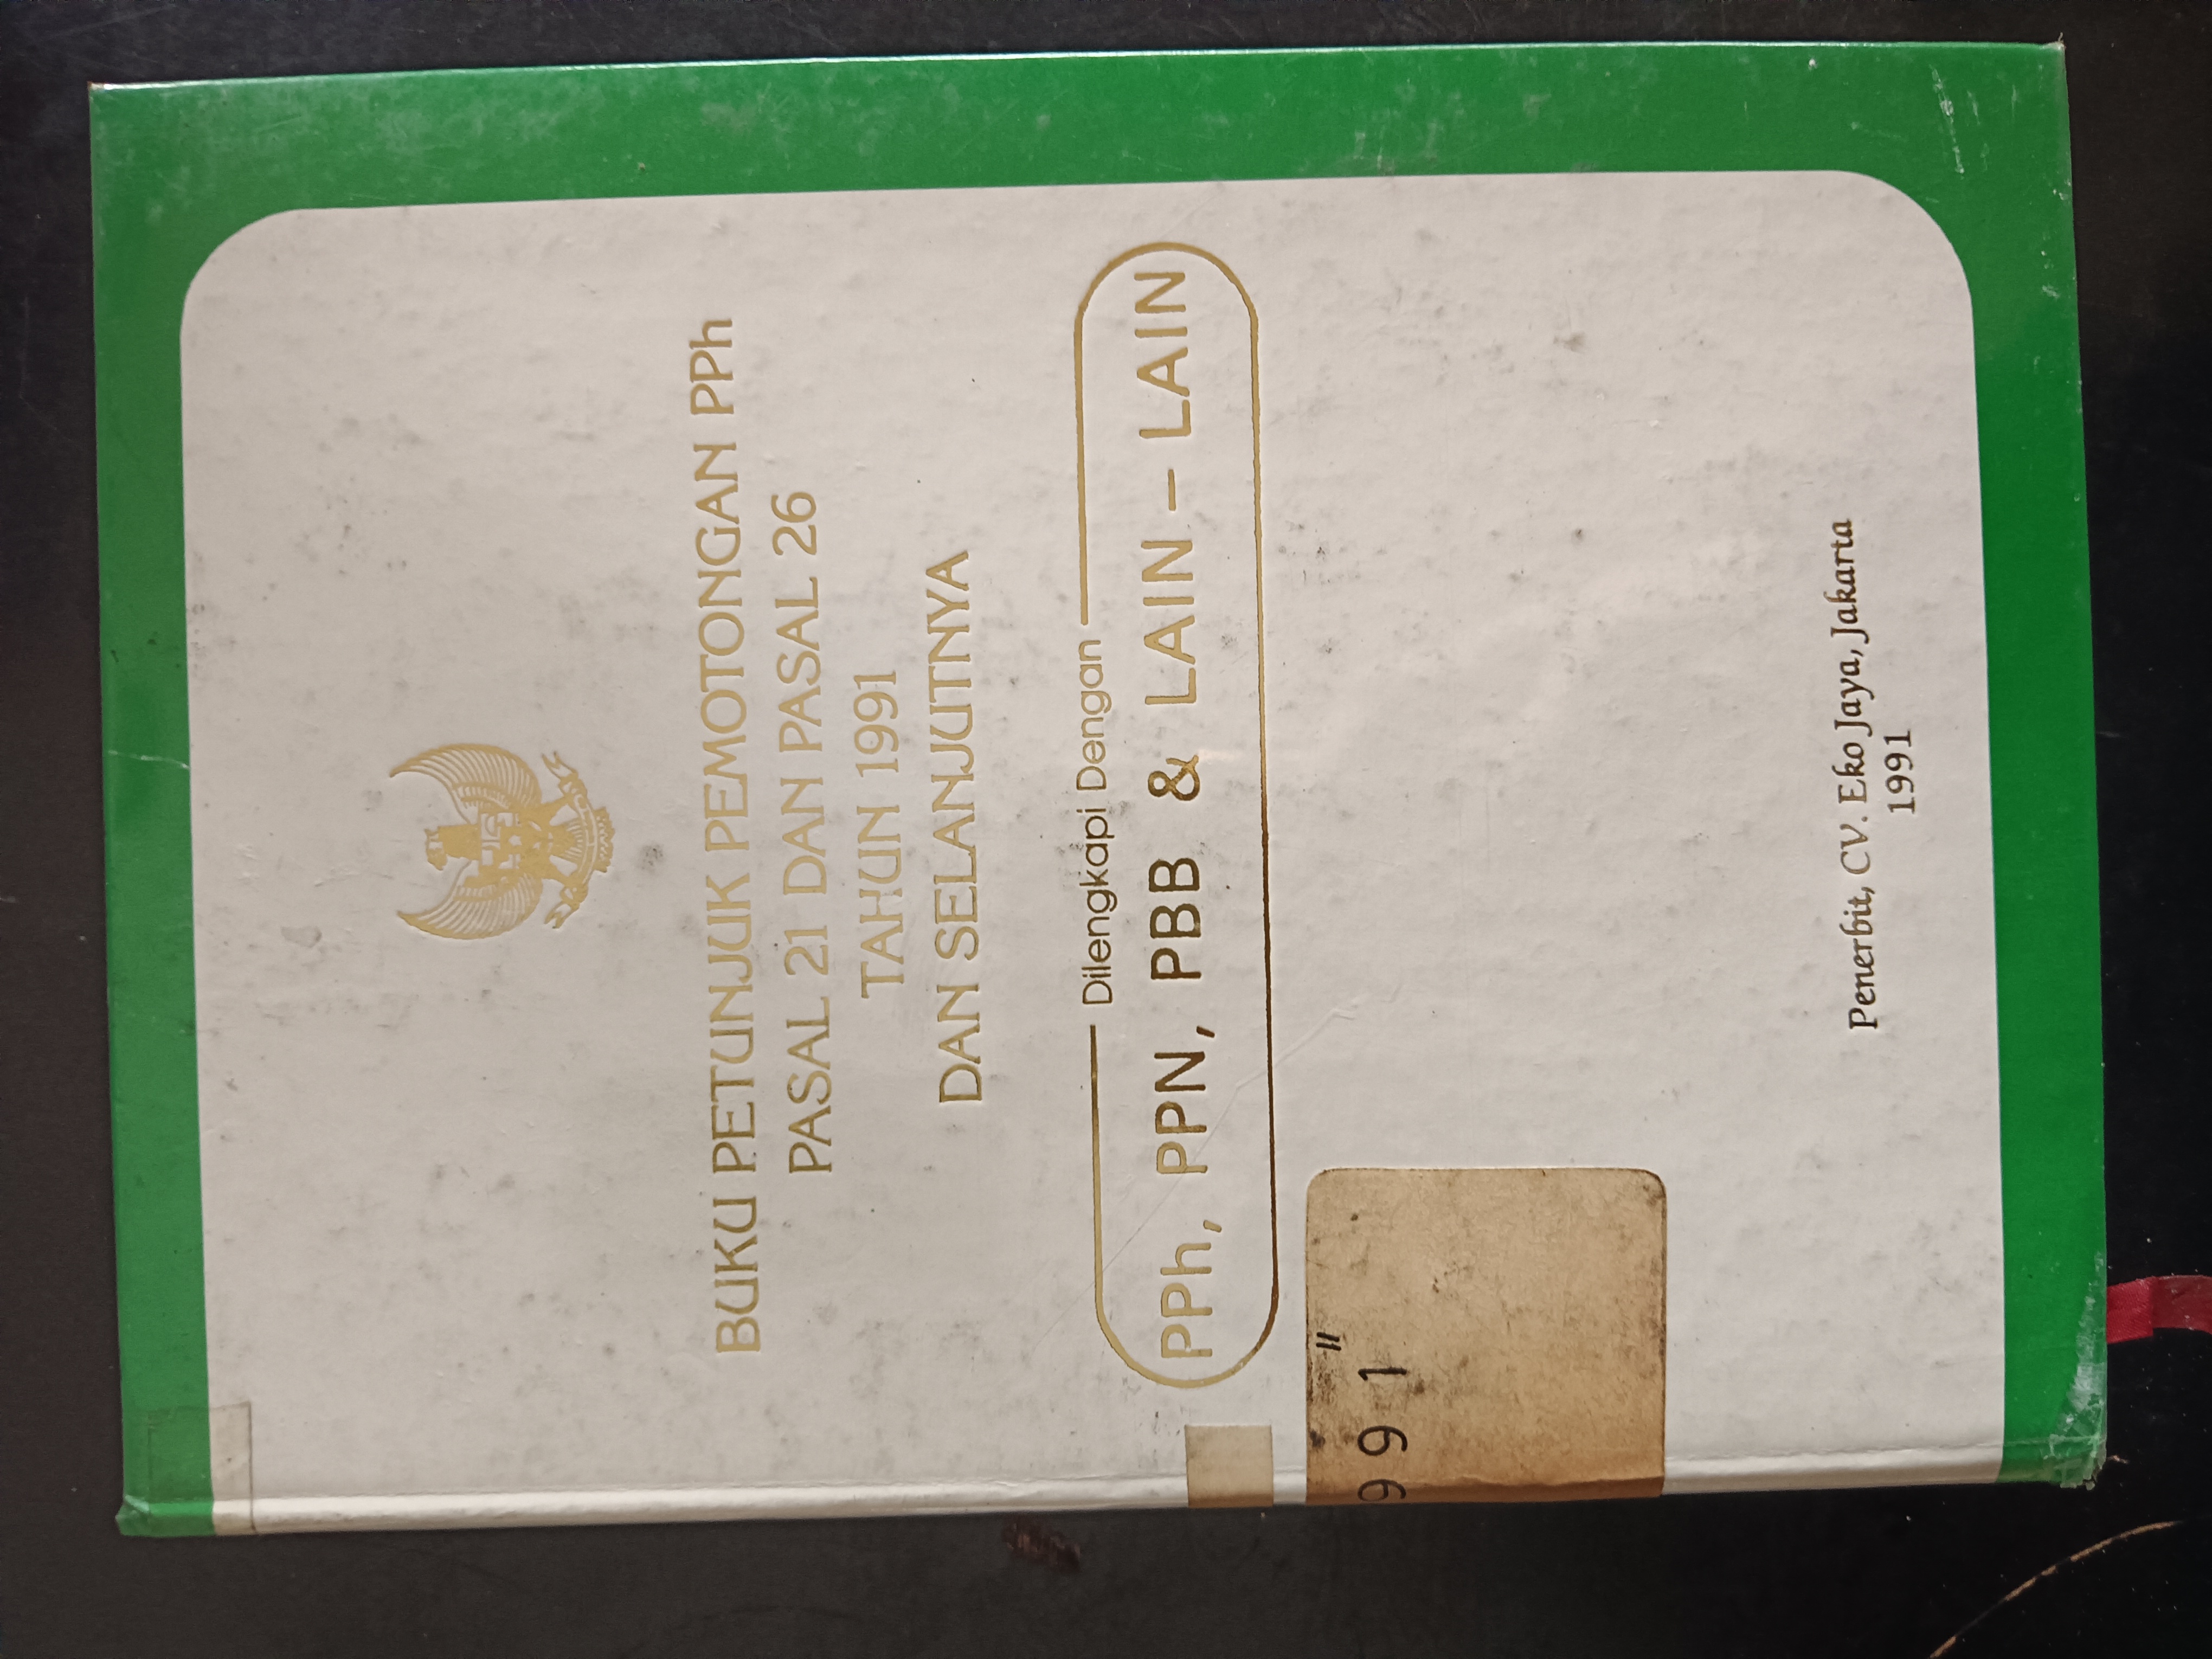 BUKU PETUNJUK PEMOTONGAN PPh
PASAL 21 DAN PASAL 26
TAHUN 1991
DAN SELANJUTNYA
Dilengkapi Dengan
PPh, PPN, PBB & LAIN – LAIN
"
991
Penerbit, CV. Eko Jaya, Jakarta
1991